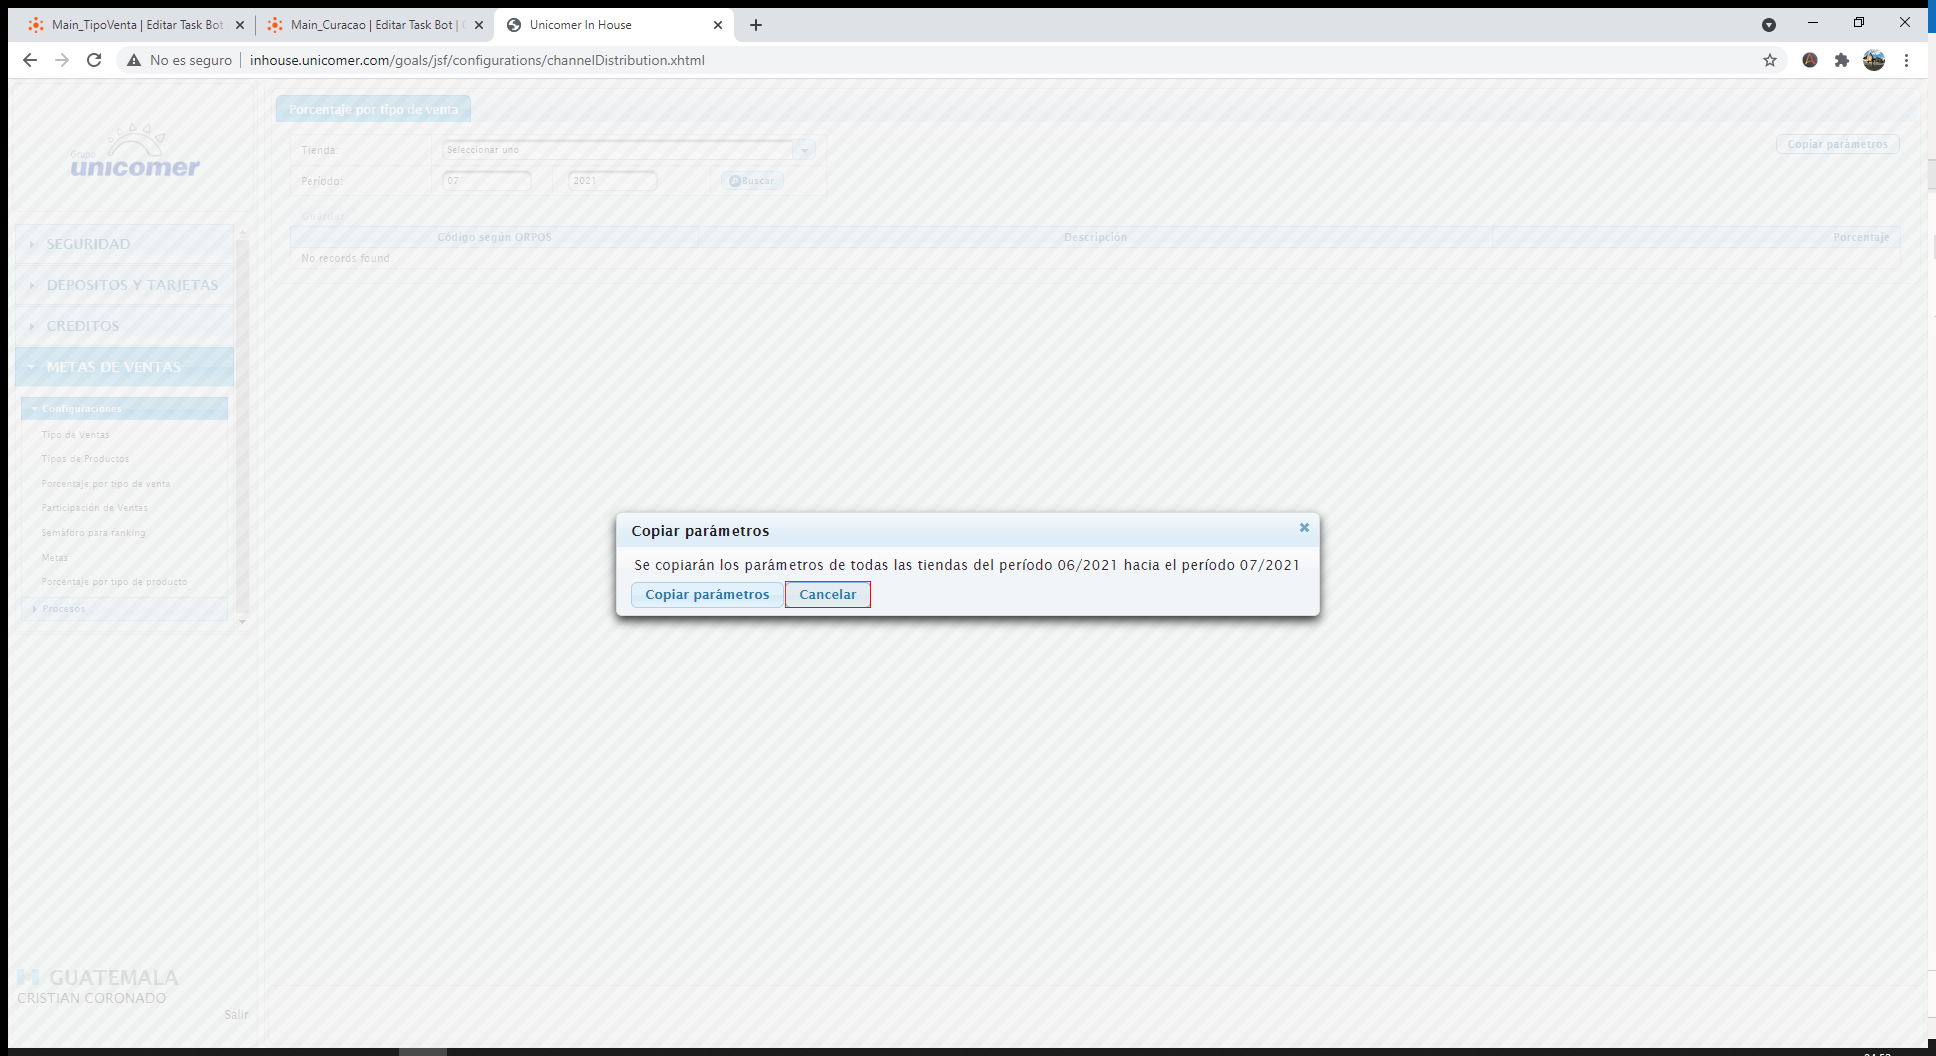 Main_TipoVenta | Editar Task Bot
Main_Curacao | Editar Task Bot |
Unicomer In House
No es seguro
inhouse.unicomer.com/goals/jsf/configurations/channelDistribution.xhtml
Grupo
unicomer
Porcentaje por tipo de venta
Tienda:
Seleccionar uno
Copiar parámetros
Período:
07
2021
Buscar
Guardar
Código según ORPOS
Descripción
Porcentaje
No records found.
SEGURIDAD
DEPOSITOS Y TARJETAS
CREDITOS
METAS DE VENTAS
Configuraciones
Tipo de Ventas
Tipos de Productos
Porcentaje por tipo de venta
Participación de Ventas
Semáforo para ranking
Metas
Porcentaje por tipo de producto
Procesos
Copiar parámetros
Se copiarán los parámetros de todas las tiendas del período 06/2021 hacia el período 07/2021
Copiar parámetros
Cancelar
GUATEMALA
CRISTIAN CORONADO
Salir